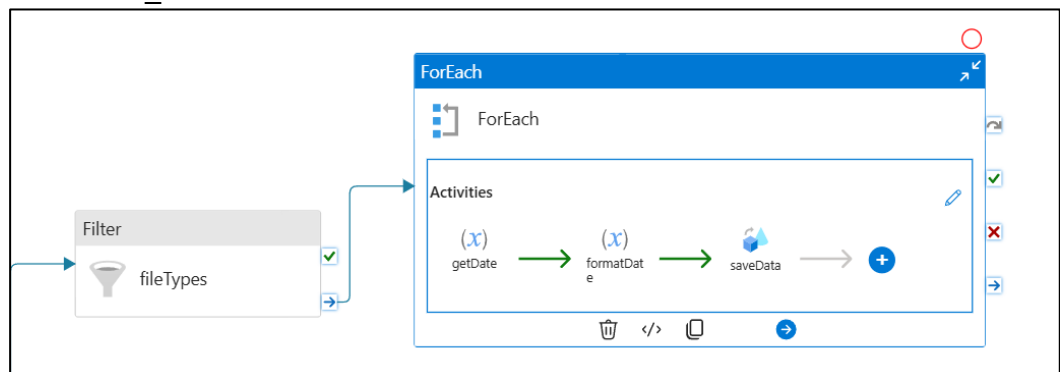 ForEach
ForEach
Activities
(x)
(x)
getDate
formatDat
e
saveData
Filter
fileTypes